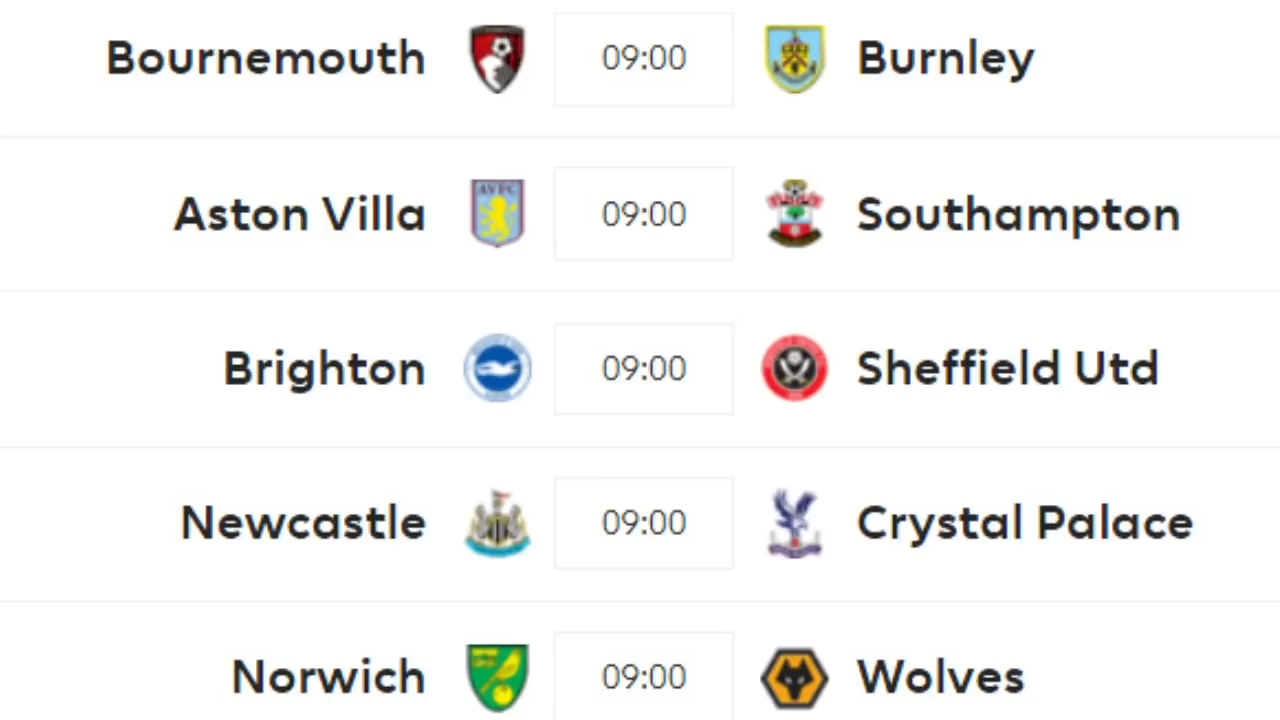 Bournemouth 09:00 Burnley
Aston Villa AVFC 09:00 Southampton
Brighton 09:00 Sheffield Utd
Newcastle 09:00 Crystal Palace
Norwich 09:00 Wolves